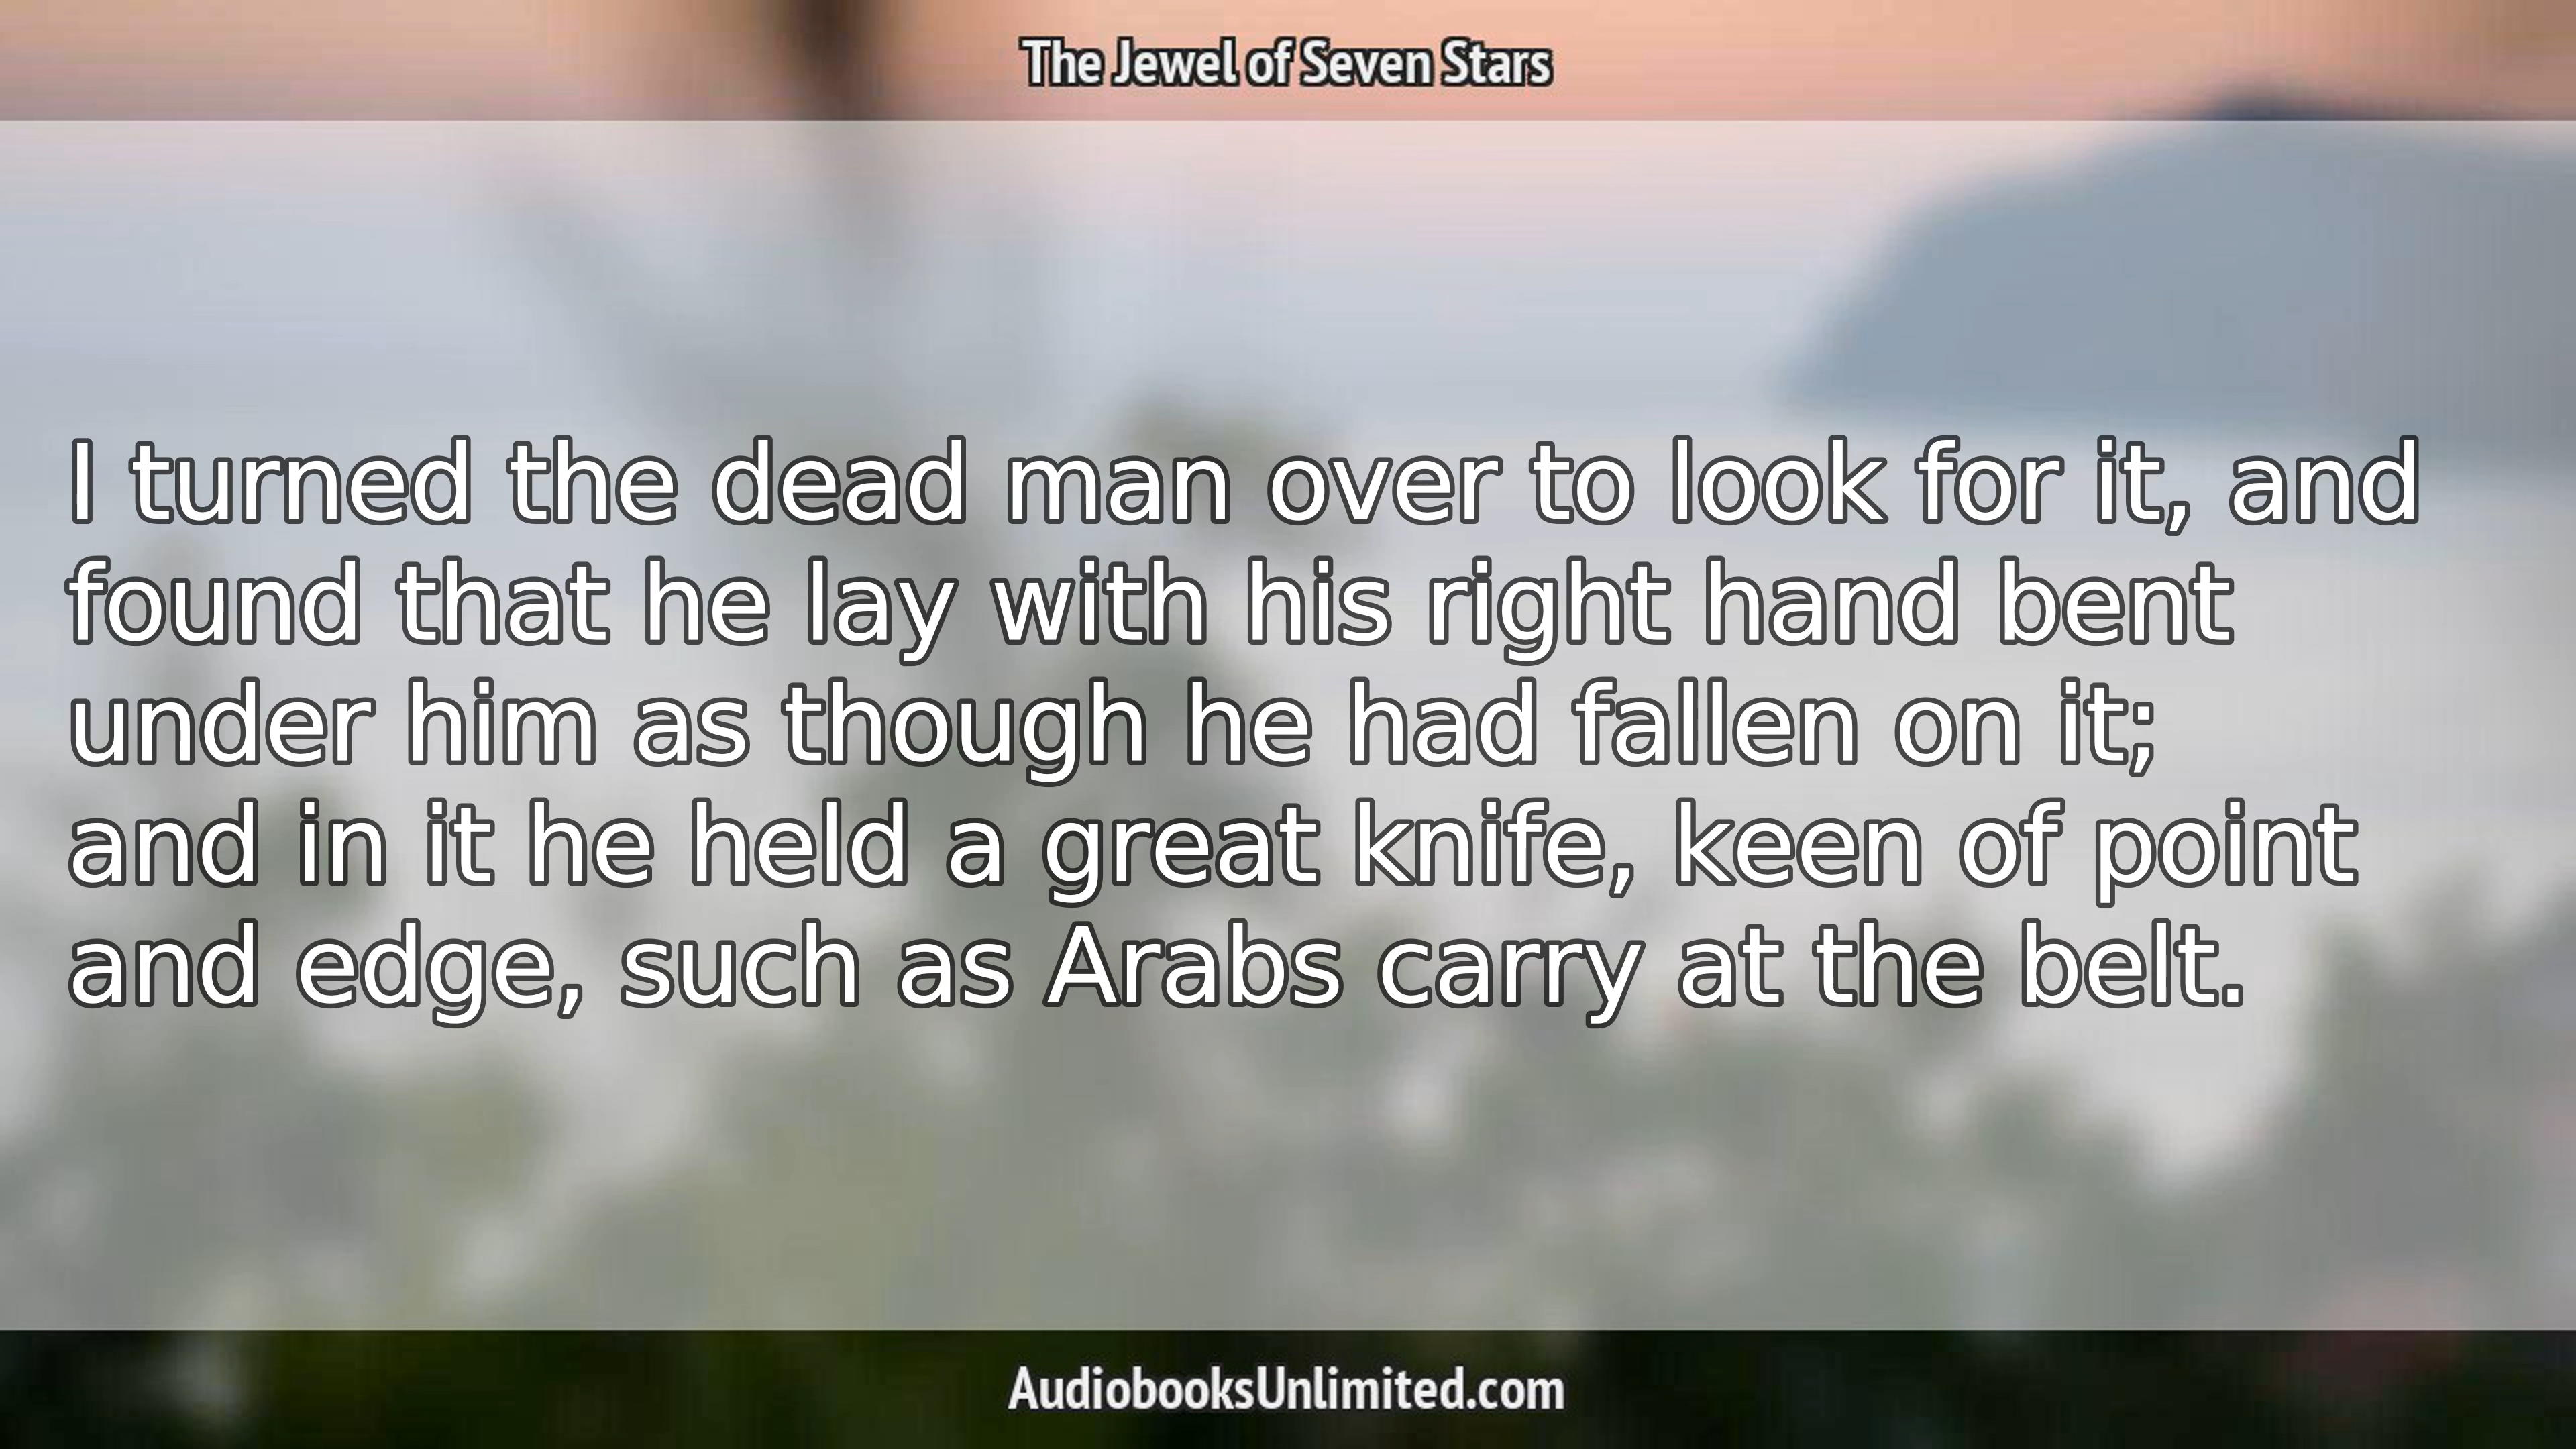 The Jewel of Seven Stars
I turned the dead man over to look for it, and
found that he lay with his right hand bent
under him as though he had fallen on it;
and in it he held a great knife, keen of point
and edge, such as Arabs carry at the belt.
AudiobooksUnlimited.com